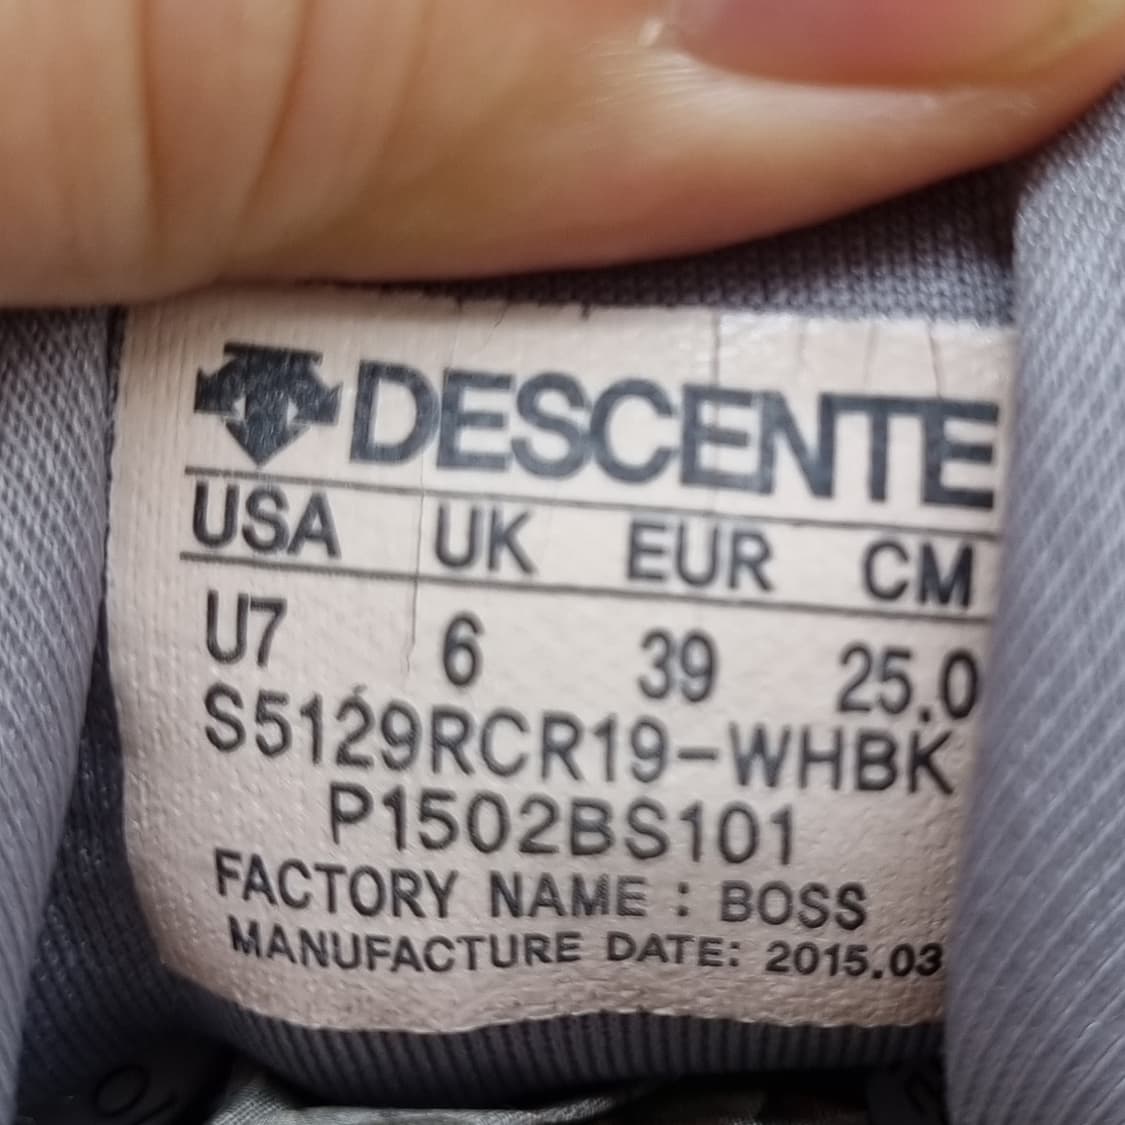 DESCENTE
USA UK EUR CM
U7 6 39 25.0
S5129RCR19-WHBK
P1502BS101
FACTORY NAME : BOSS
MANUFACTURE DATE: 2015.03